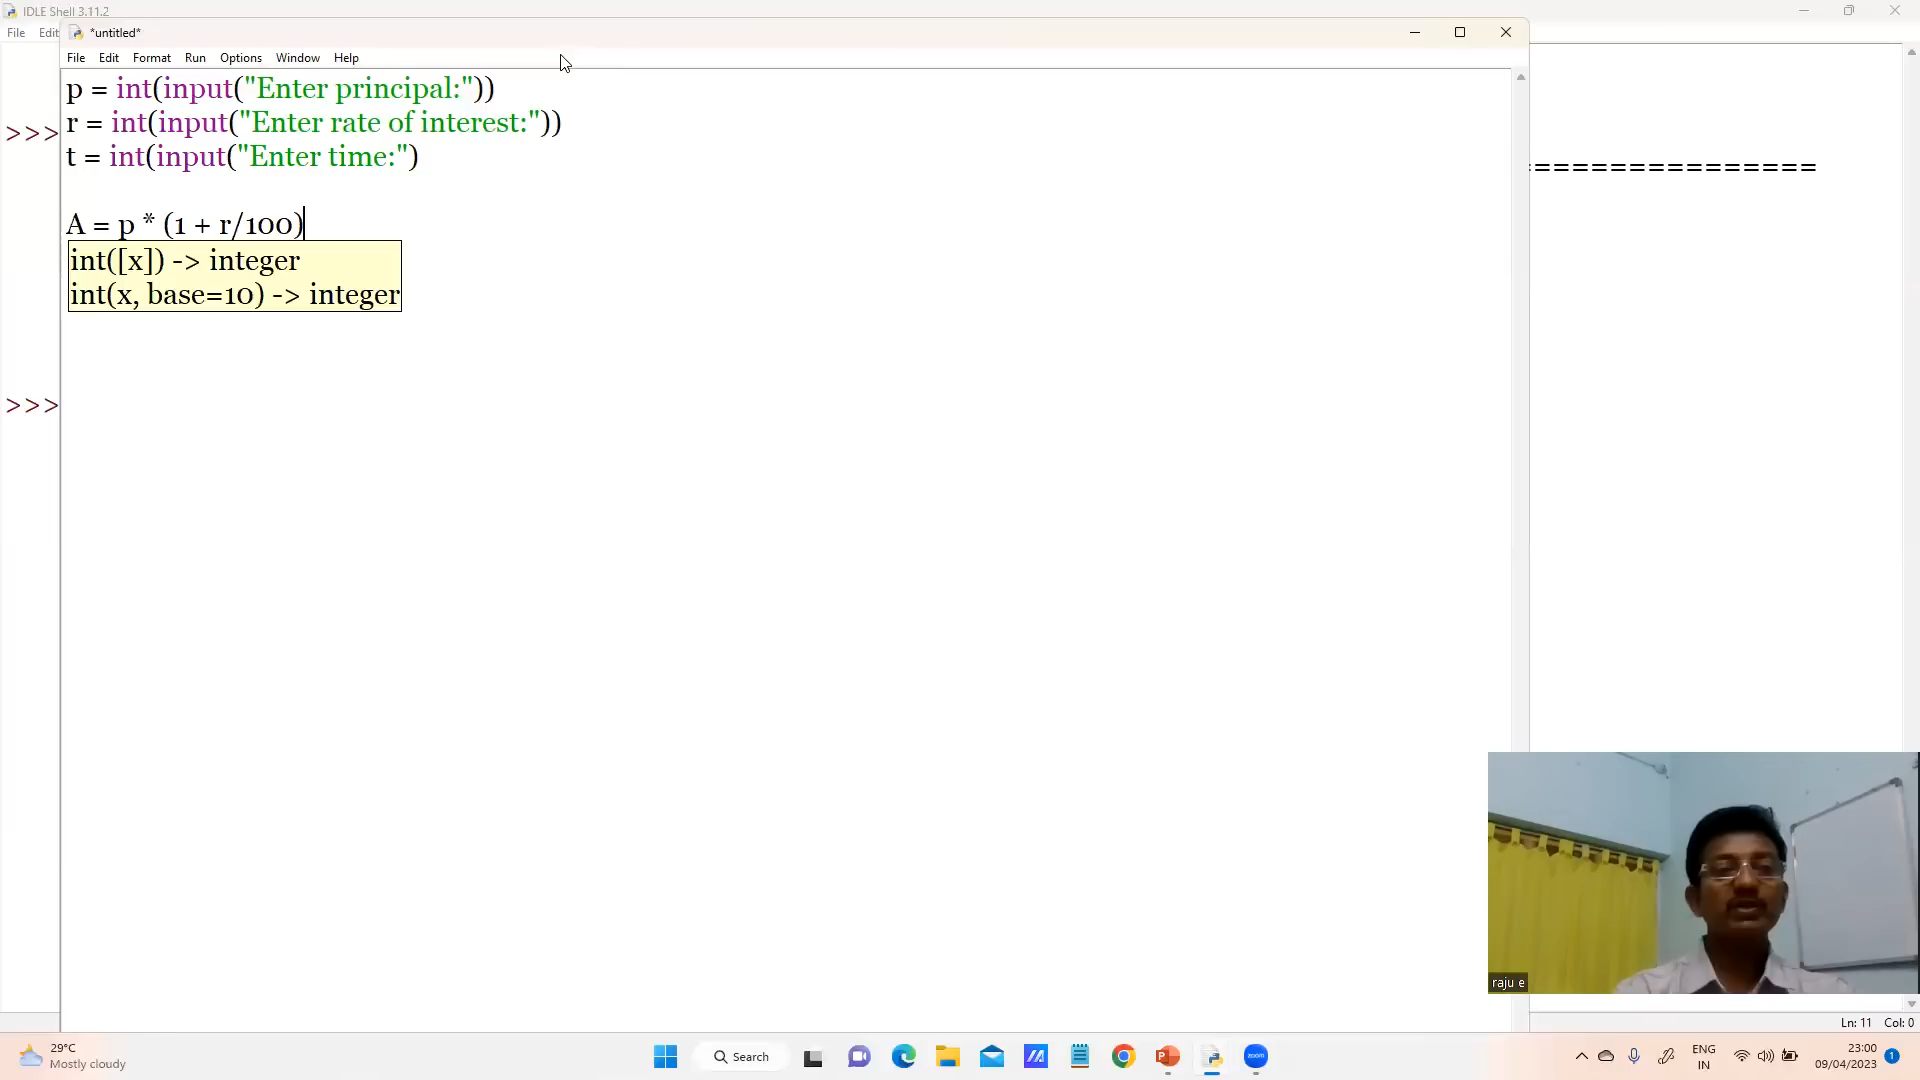 IDLE Shell 3.11.2
File Edit
*untitled*
File Edit Format Run Options Window Help
p = int(input("Enter principal:"))
r = int(input("Enter rate of interest:"))
t = int(input("Enter time:")
A = p * (1 + r/100)
int([x]) -> integer
int(x, base=10) -> integer
>>>
===============
>>>
raju e
Ln: 11 Col: 0
29°C
Mostly cloudy
Search
zoom
ENG
IN
23:00
09/04/2023
1